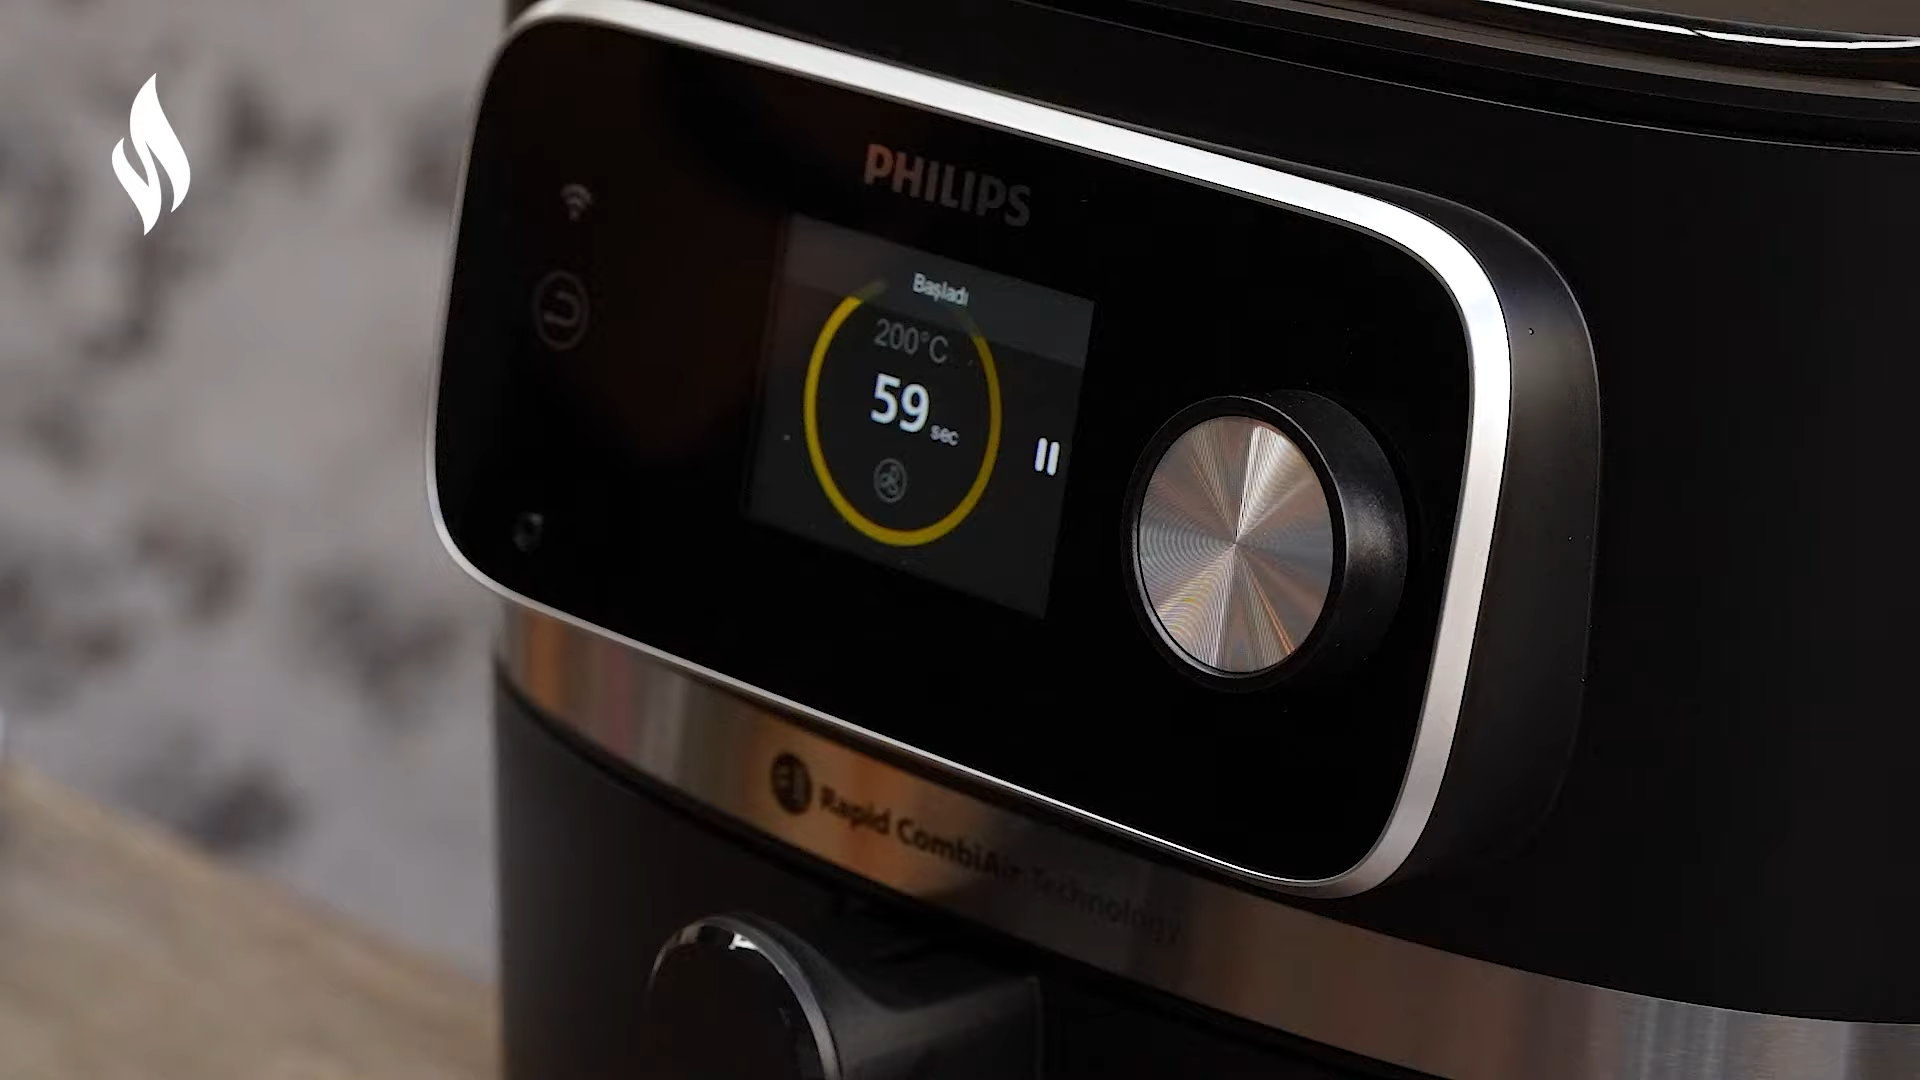 PHILIPS
Başladı
200°C
59 sec
Rapid CombiAir Technology